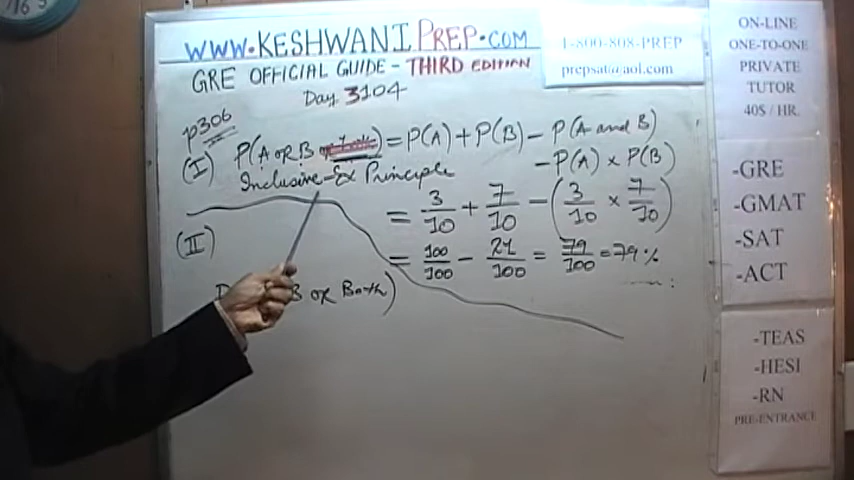 WWW.KESHWANIPREP.COM
GRE OFFICIAL GUIDE - THIRD EDITION
Day 3104
1-800-808-PREP
prepsat@aol.com
p306
(I) P(A OR B or ) = P(A) + P(B) - P(A and B)
- P(A) × P(B)
Inclusive-Ex Principle
= 3/10 + 7/10 - (3/10 × 7/10)
= 100/100 - 21/100 = 79/100 = 79%
(II)
B or Both)
ON-LINE
ONE-TO-ONE
PRIVATE
TUTOR
40$ / HR.
-GRE
-GMAT
-SAT
-ACT
-TEAS
-HESI
-RN
PRE-ENTRANCE